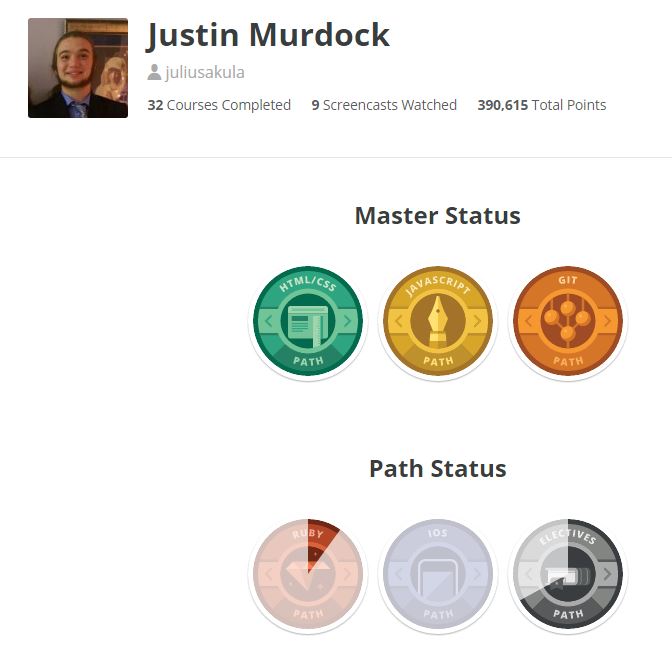 Justin Murdock
juliusakula
32 Courses Completed 9 Screencasts Watched 390,615 Total Points
Master Status
HTML/CSS PATH
JAVASCRIPT PATH
GIT PATH
Path Status
RUBY PATH
IOS PATH
ELECTIVES PATH